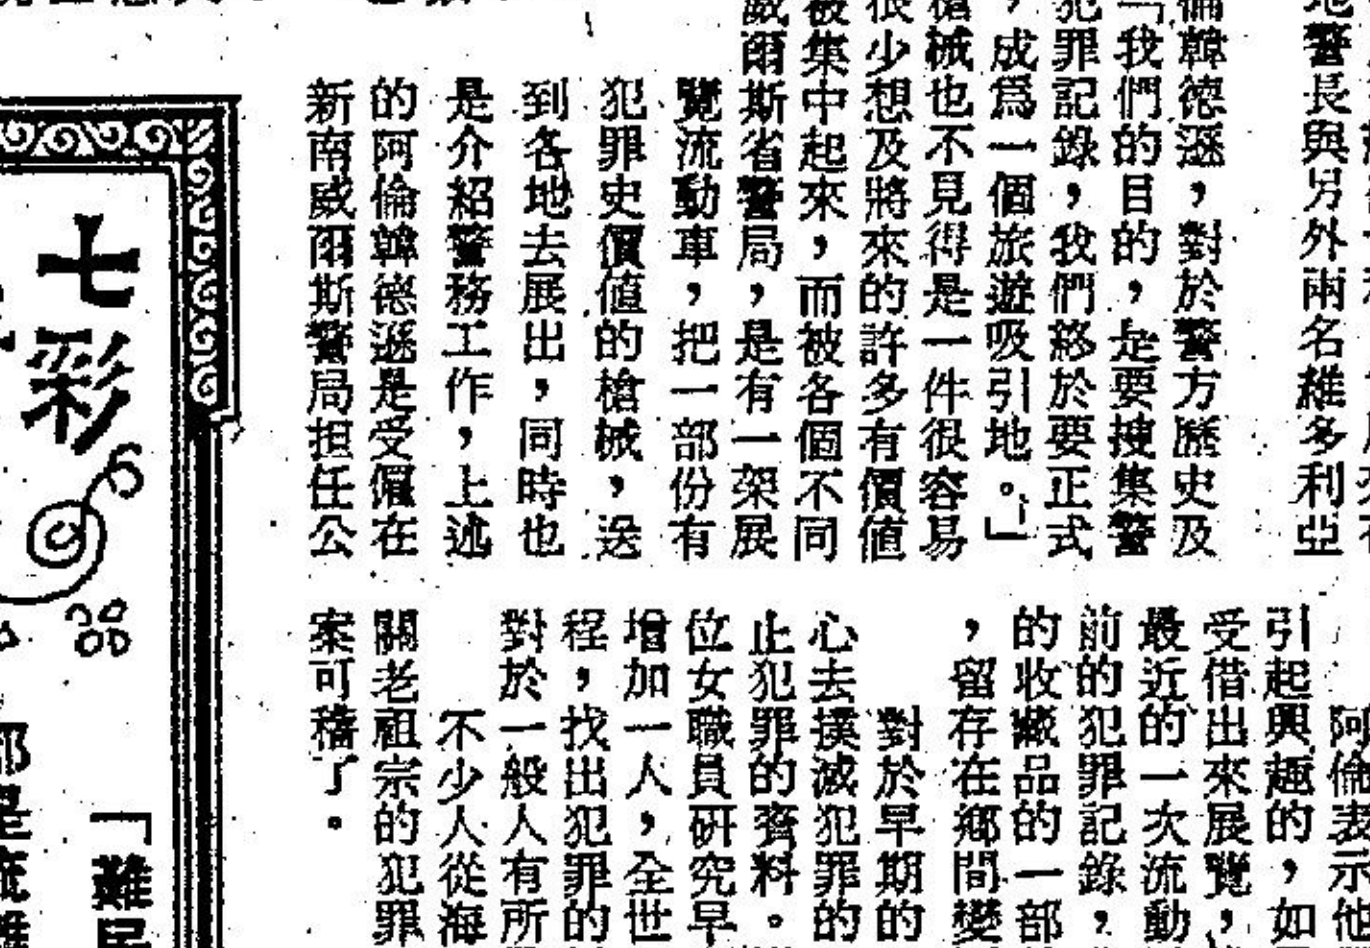 地警長與另外兩名維多利亞
倫韓德遜，對於警方歷史及
「我們的目的，是要搜集警
犯罪記錄，我們終於要正式
，成爲一個旅遊吸引地。」
槍械也不見得是一件很容易
很少想及將來的許多有價值
被集中起來，而被各個不同
威爾斯省警局，是有一架展
覽流動車，把一部份有
犯罪史價值的槍械，送
到各地去展出，同時也
是介紹警務工作，上述
的阿倫韓德遜是受僱在
新南威爾斯警局担任公
阿倫表示他
引起興趣的，如
受借出來展覽，
最近的一次流動
前的犯罪記錄，
的收藏品的一部
，留存在鄉間變
對於早期的
心去撲滅犯罪的
止犯罪的資料。
位女職員研究早
增加一人，全世
程，找出犯罪的
對於一般人有所
不少人從海
關老祖宗的犯罪
案可稽了。
七彩
「難民